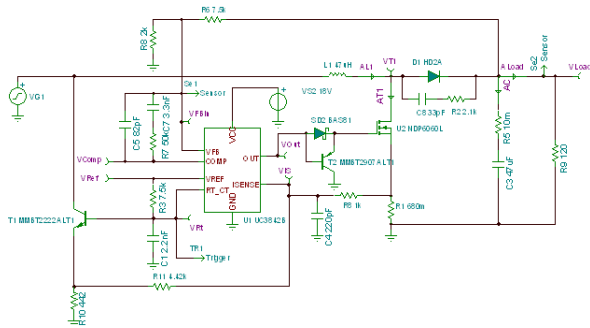 R6 7.5k
R8 2k
VG1
L1 47uH
AL1
VT1
D1 HD2A
ALoad
Se2
Sensor
VLoad
VS2 18V
AT1
C8 33pF
R2 2.1k
AC
Se1
Sensor
C7 3.3nF
C5 82pF
R7 50k
VFBin
VCC
SD2 BAS81
U2 NDP6060L
R5 10m
VComp
VFB
COMP
OUT
VOnt
T2 MMBT2907ALT1
C3 47uF
R9 120
VRef
VREF
RT_CT
ISENSE
GND
VIS
R3 7.5k
R8 1k
T1 MMBT2222ALT1
VRt
U1 UC3842B
C4 220pF
R1 680m
C1 2.2nF
TR1
Trigger
R11 4.42k
R10 442